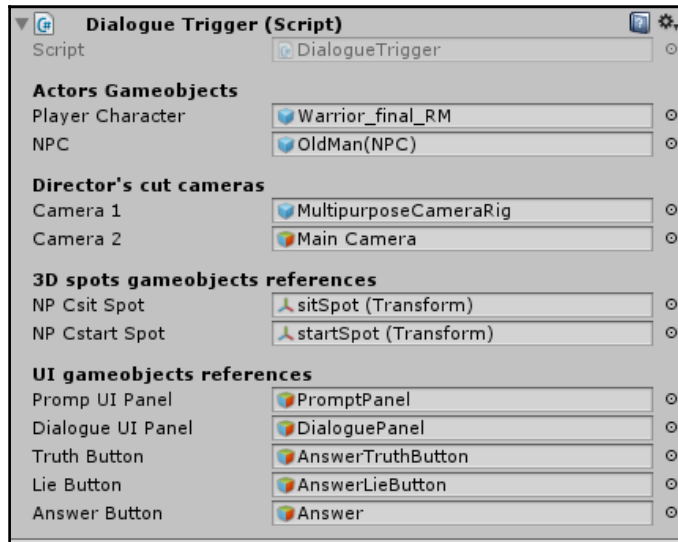 Dialogue Trigger (Script)
Script DialogueTrigger
Actors Gameobjects
Player Character Warrior_final_RM
NPC OldMan(NPC)
Director's cut cameras
Camera 1 MultipurposeCameraRig
Camera 2 Main Camera
3D spots gameobjects references
NP Csit Spot sitSpot (Transform)
NP Cstart Spot startSpot (Transform)
UI gameobjects references
Promp UI Panel PromptPanel
Dialogue UI Panel DialoguePanel
Truth Button AnswerTruthButton
Lie Button AnswerLieButton
Answer Button Answer